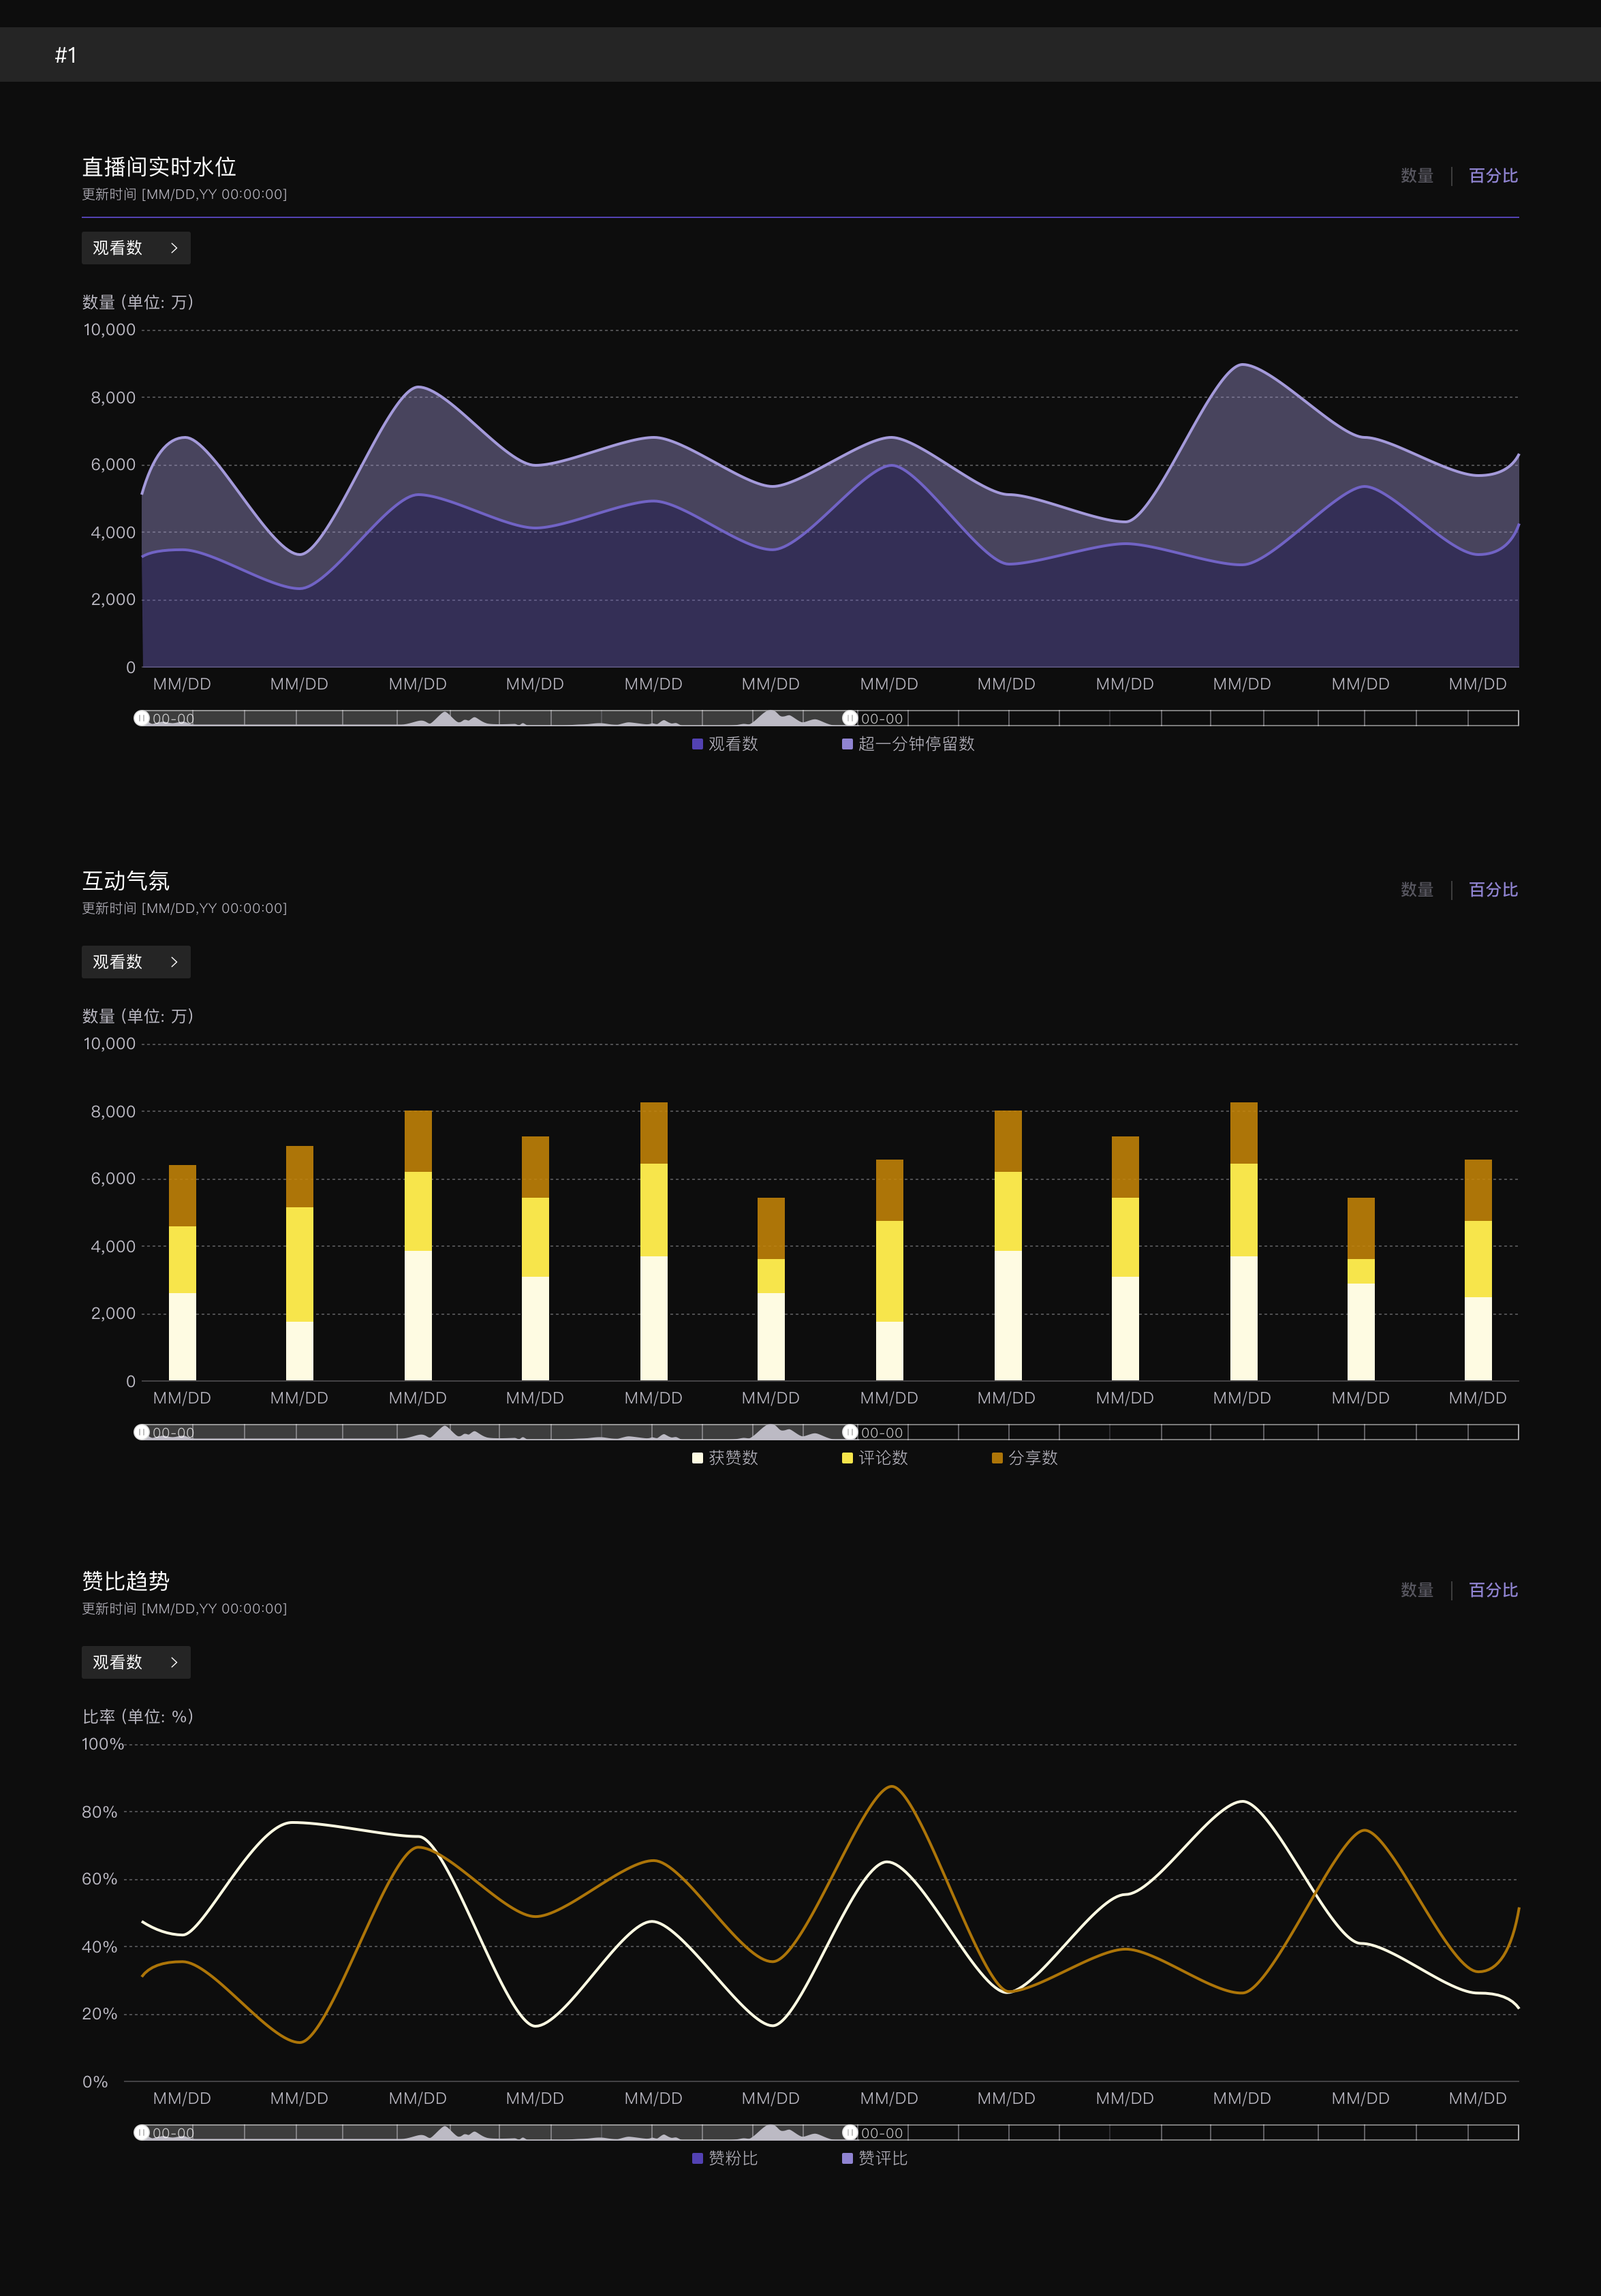 #1
直播间实时水位
更新时间 [MM/DD,YY 00:00:00]
数量 | 百分比
观看数 >
数量 (单位: 万)
10,000
8,000
6,000
4,000
2,000
0
MM/DD MM/DD MM/DD MM/DD MM/DD MM/DD MM/DD MM/DD MM/DD MM/DD MM/DD MM/DD
00-00 00-00
观看数 超一分钟停留数
互动气氛
更新时间 [MM/DD,YY 00:00:00]
数量 | 百分比
观看数 >
数量 (单位: 万)
10,000
8,000
6,000
4,000
2,000
0
MM/DD MM/DD MM/DD MM/DD MM/DD MM/DD MM/DD MM/DD MM/DD MM/DD MM/DD MM/DD
00-00 00-00
获赞数 评论数 分享数
赞比趋势
更新时间 [MM/DD,YY 00:00:00]
数量 | 百分比
观看数 >
比率 (单位: %)
100%
80%
60%
40%
20%
0%
MM/DD MM/DD MM/DD MM/DD MM/DD MM/DD MM/DD MM/DD MM/DD MM/DD MM/DD MM/DD
00-00 00-00
赞粉比 赞评比